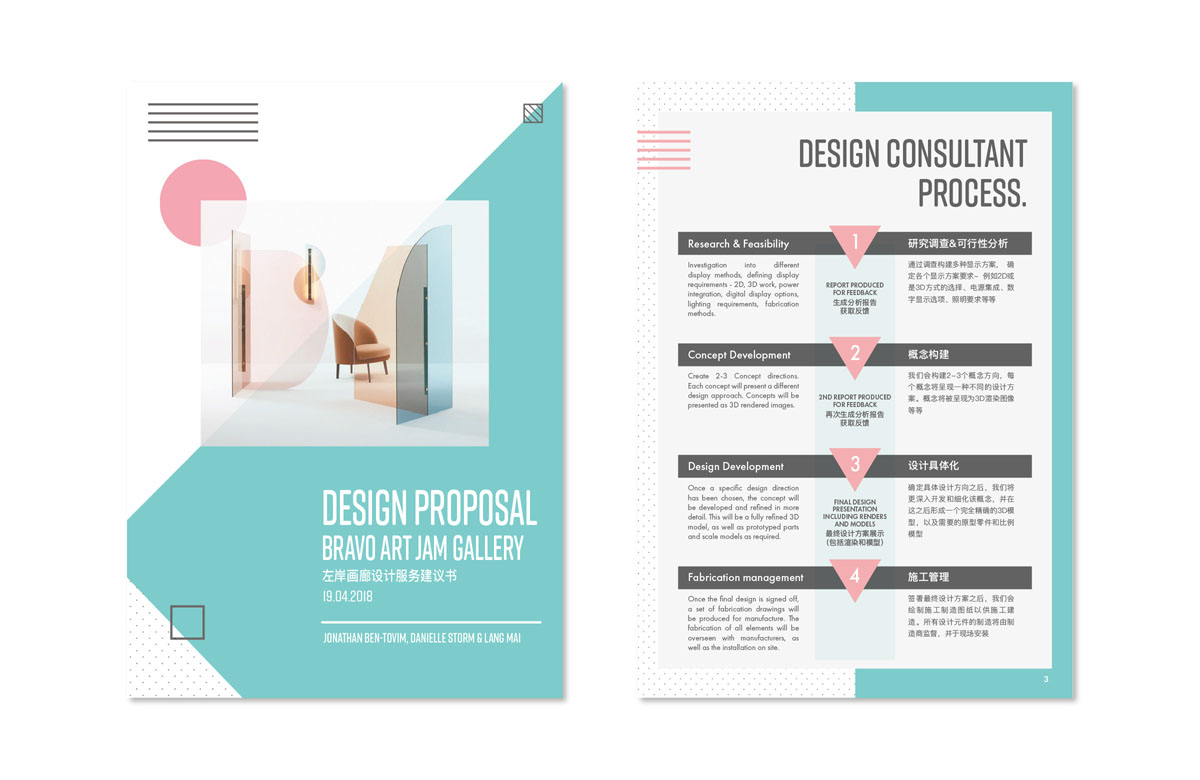 DESIGN PROPOSAL
BRAVO ART JAM GALLERY
左岸画廊设计服务建议书
19.04.2018
JONATHAN BEN-TOVIM, DANIELLE STORM & LANG MAI
DESIGN CONSULTANT
PROCESS.
Research & Feasibility
1
研究调查&可行性分析
Investigation into different
display methods, defining display
requirements - 2D, 3D work, power
integration, digital display options,
lighting requirements, fabrication
methods.
REPORT PRODUCED
FOR FEEDBACK
生成分析报告
获取反馈
通过调查构建多种显示方案， 确
定各个显示方案要求- 例如2D或
是3D方式的选择、电源集成、数
字显示选项、照明要求等等
Concept Development
2
概念构建
Create 2-3 Concept directions.
Each concept will present a different
design approach. Concepts will be
presented as 3D rendered images.
2ND REPORT PRODUCED
FOR FEEDBACK
再次生成分析报告
获取反馈
我们会构建2-3个概念方向，每
个概念将呈现一种不同的设计方
案。概念将被呈现为3D渲染图像
等等
Design Development
3
设计具体化
Once a specific design direction
has been chosen, the concept will
be developed and refined in more
detail. This will be a fully refined 3D
model, as well as prototyped parts
and scale models as required.
FINAL DESIGN
PRESENTATION
INCLUDING RENDERS
AND MODELS
最终设计方案展示
（包括渲染和模型）
确定具体设计方向之后，我们将
更深入开发和细化该概念，并在
这之后形成一个完全精确的3D模
型，以及需要的原型零件和比例
模型
Fabrication management
4
施工管理
Once the final design is signed off,
a set of fabrication drawings will
be produced for manufacture. The
fabrication of all elements will be
overseen with manufacturers, as
well as the installation on site.
签署最终设计方案之后，我们会
绘制施工制造图纸以供施工建
造。所有设计元件的制造将由制
造商监督，并于现场安装
3